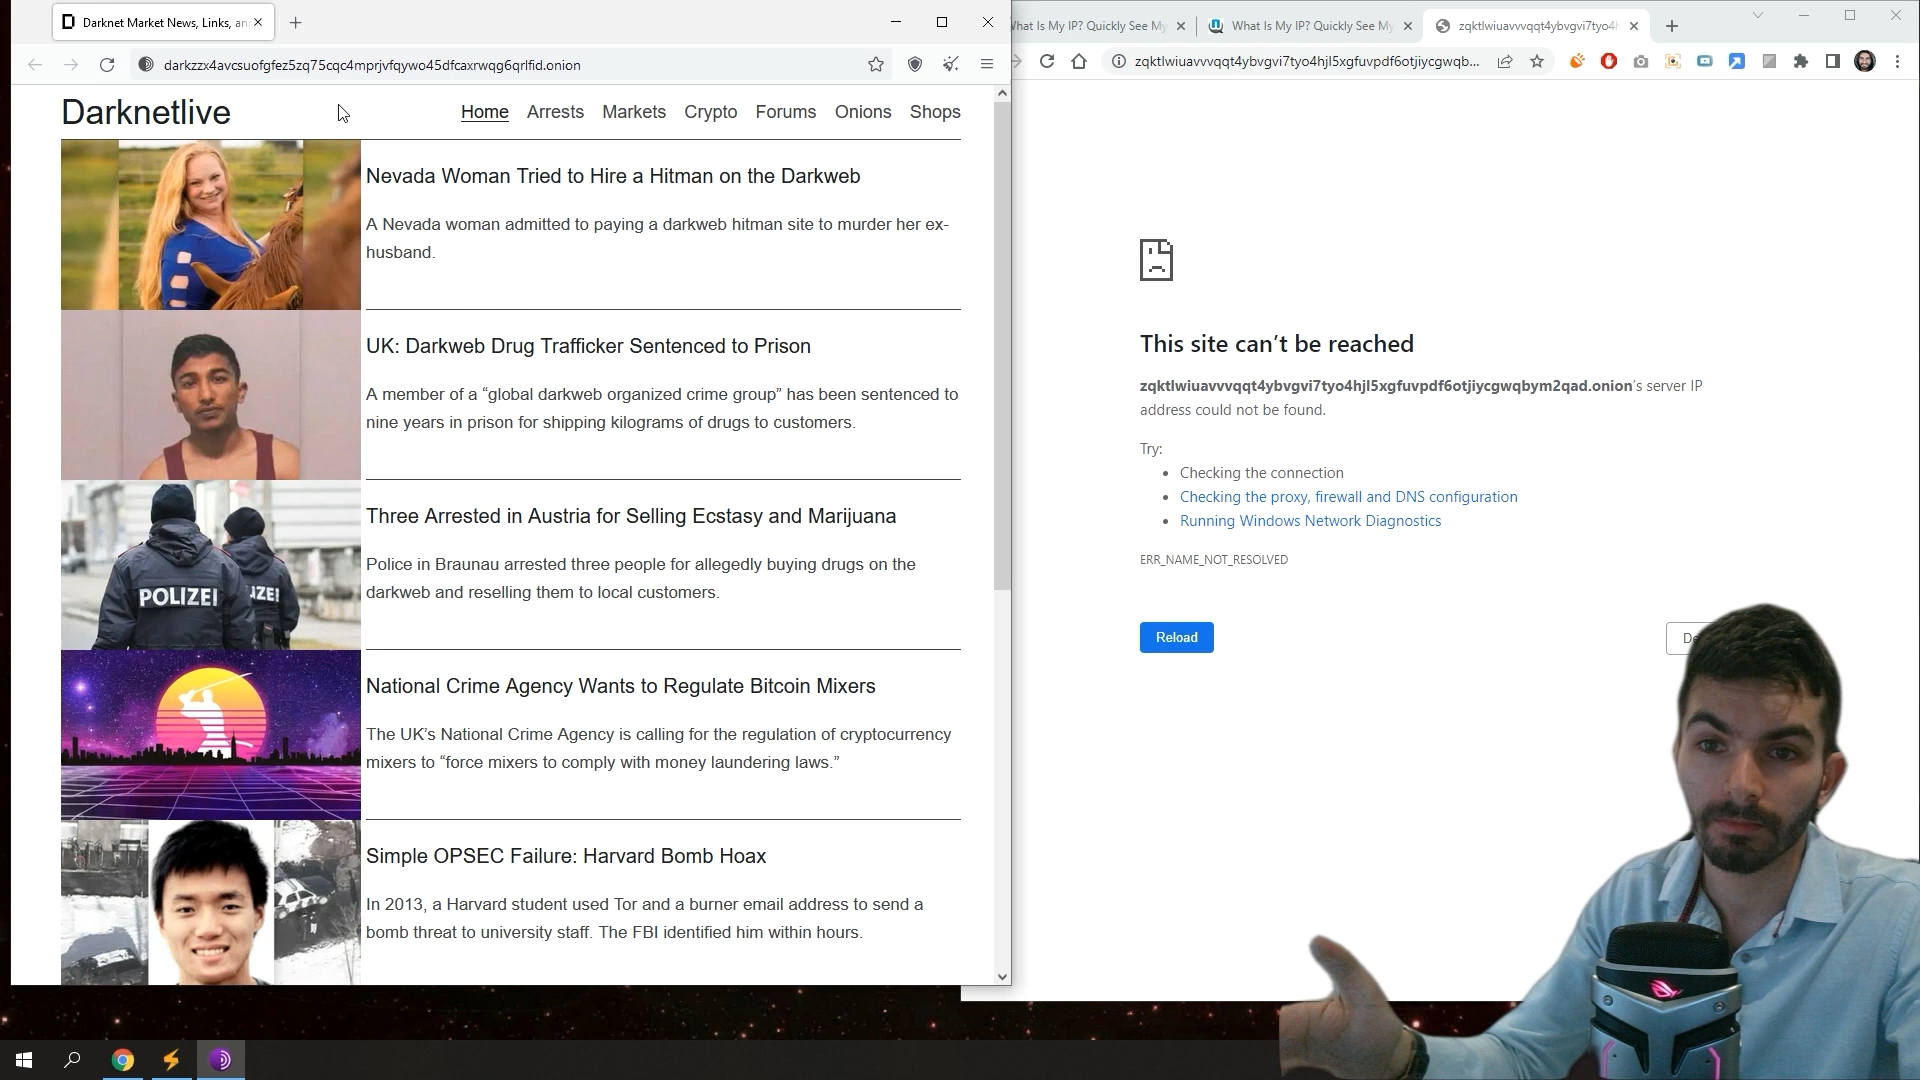 Darknet Market News, Links, an
darkzzx4avcsuofgfez5zq75cqc4mprjvfqywo45dfcaxrwqg6qrlfid.onion
Darknetlive
Home Arrests Markets Crypto Forums Onions Shops
Nevada Woman Tried to Hire a Hitman on the Darkweb
A Nevada woman admitted to paying a darkweb hitman site to murder her ex-
husband.
UK: Darkweb Drug Trafficker Sentenced to Prison
A member of a “global darkweb organized crime group” has been sentenced to
nine years in prison for shipping kilograms of drugs to customers.
POLIZEI
IZEI
Three Arrested in Austria for Selling Ecstasy and Marijuana
Police in Braunau arrested three people for allegedly buying drugs on the
darkweb and reselling them to local customers.
National Crime Agency Wants to Regulate Bitcoin Mixers
The UK’s National Crime Agency is calling for the regulation of cryptocurrency
mixers to “force mixers to comply with money laundering laws.”
Simple OPSEC Failure: Harvard Bomb Hoax
In 2013, a Harvard student used Tor and a burner email address to send a
bomb threat to university staff. The FBI identified him within hours.
What Is My IP? Quickly See My
What Is My IP? Quickly See My
zqktlwiuavvvqqt4ybvgvi7tyo4h
zqktlwiuavvvqqt4ybvgvi7tyo4hjl5xgfuvpdf6otjiycgwqb...
This site can’t be reached
zqktlwiuavvvqqt4ybvgvi7tyo4hjl5xgfuvpdf6otjiycgwqbym2qad.onion’s server IP
address could not be found.
Try:
Checking the connection
Checking the proxy, firewall and DNS configuration
Running Windows Network Diagnostics
ERR_NAME_NOT_RESOLVED
Reload